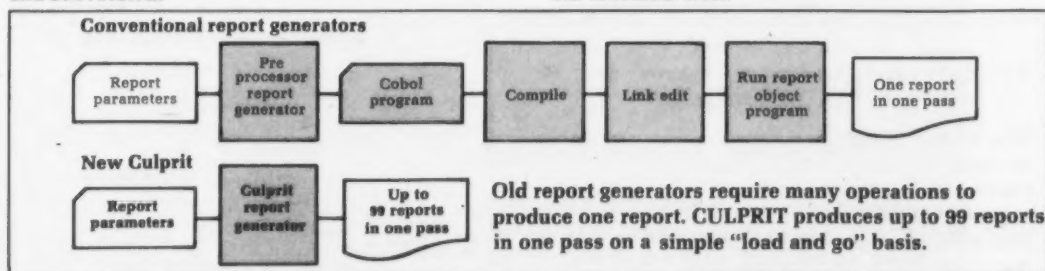 Conventional report generators
Report
parameters
Pre
processor
report
generator
Cobol
program
Compile
Link edit
Run report
object
program
One report
in one pass
New Culprit
Report
parameters
Culprit
report
generator
Up to
99 reports
in one pass
Old report generators require many operations to
produce one report. CULPRIT produces up to 99 reports
in one pass on a simple “load and go” basis.